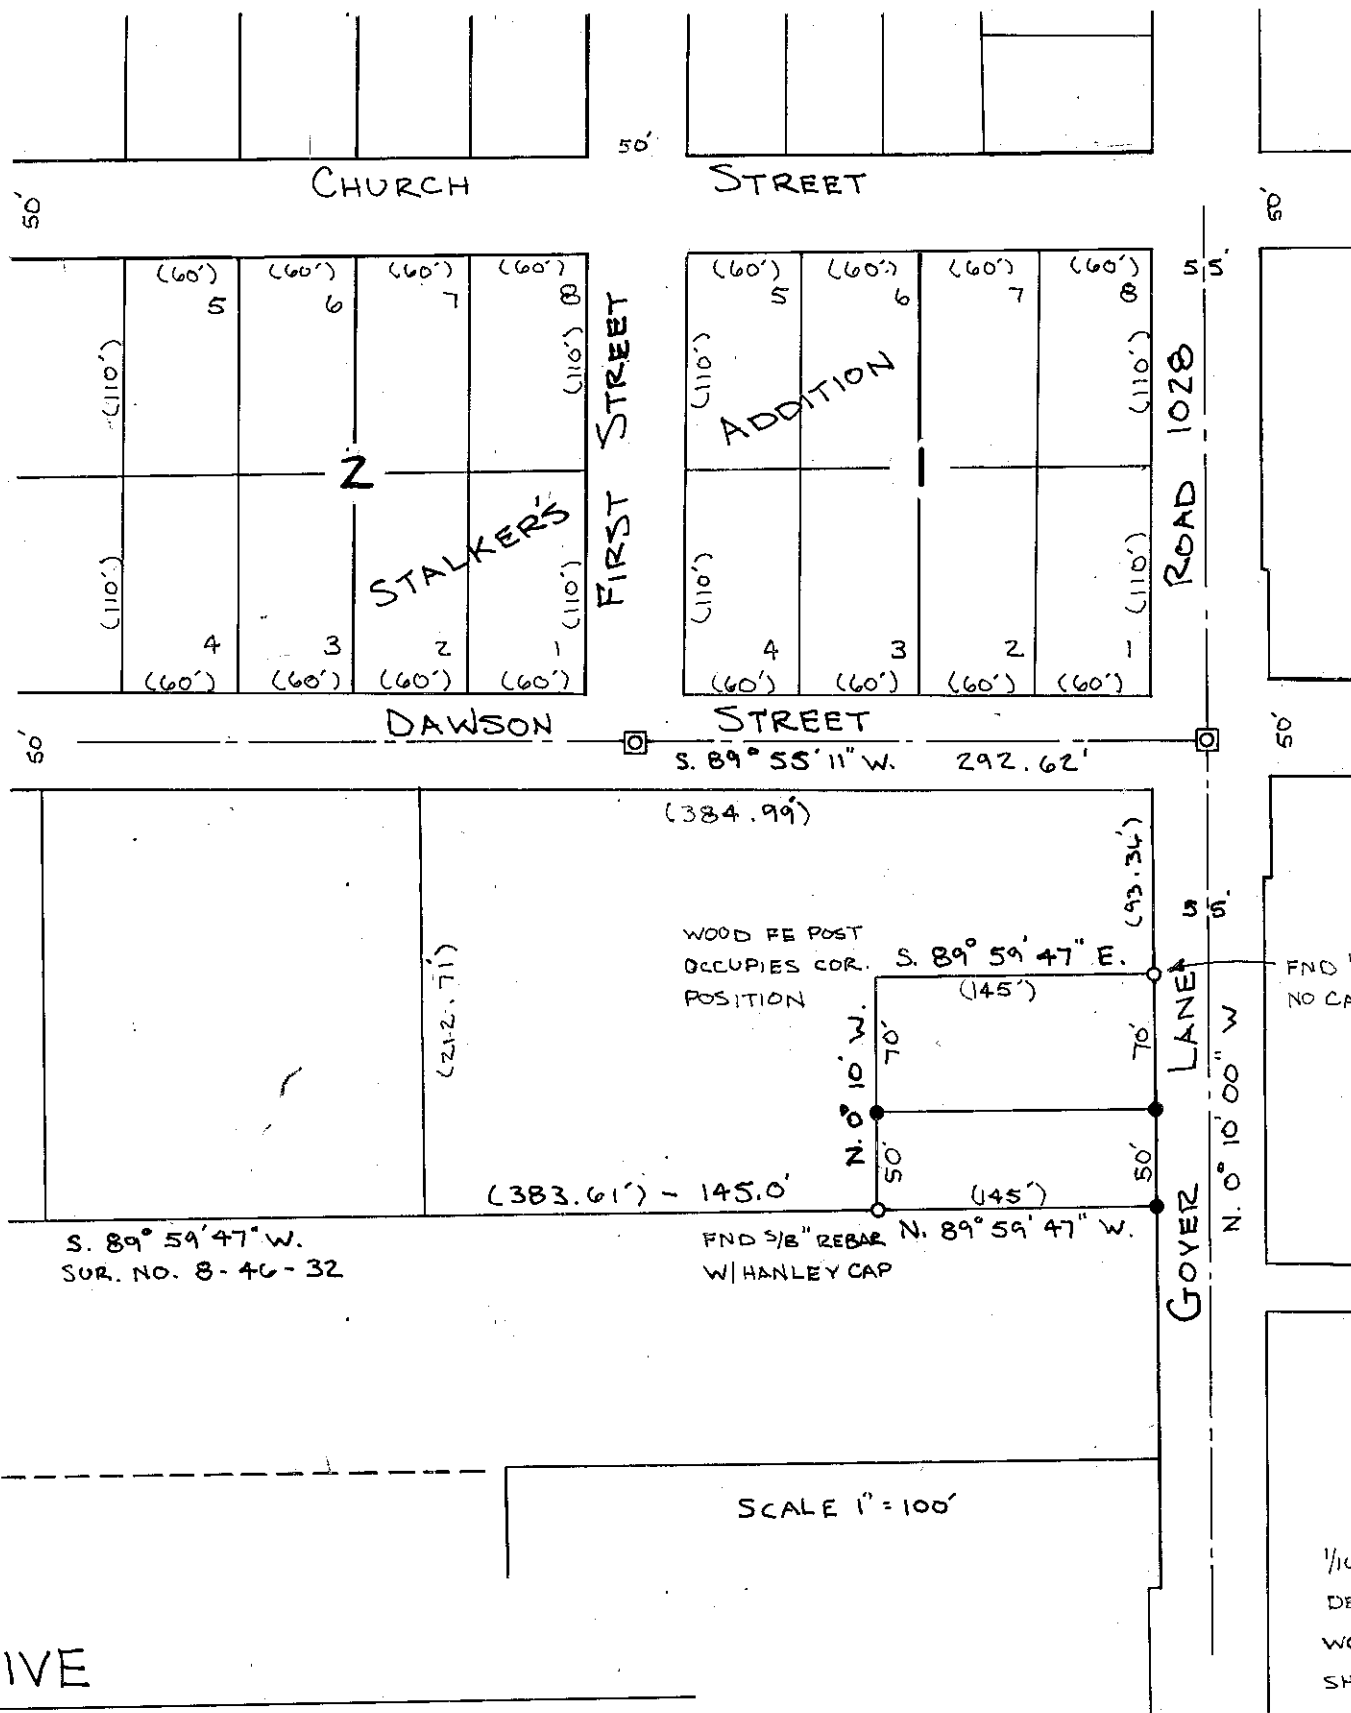 50'
CHURCH STREET
50'
50'
(60') (60') (60') (60')
5 6 7 8
(60') (60') (60') (60')
5 6 7 8
55'
(110')
(110')
(110')
(110')
FIRST STREET
ADDITION
ROAD 1028
2
1
STALKER'S
(110')
(110')
(110')
(110')
4 3 2 1
(60') (60') (60') (60')
4 3 2 1
(60') (60') (60') (60')
50'
DAWSON STREET
50'
S. 89° 55' 11" W. 292.62'
(384.99')
(93.34')
55'
WOOD FE POST
OCCUPIES COR.
POSITION
S. 89° 59' 47" E.
(145')
FND
NO CA
(212.71')
N. 0° 10' W.
70'
70'
GOYER LANE
N. 0° 10' 00" W
50'
50'
(383.61') - 145.0'
(145')
S. 89° 59' 47" W.
SUR. NO. 8-46-32
FND 5/8" REBAR
W/HANLEY CAP
N. 89° 59' 47" W.
SCALE 1" = 100'
1/16
DE
WO
SH
IVE